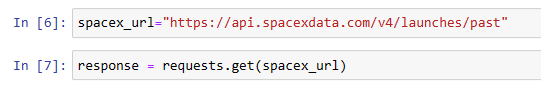 In [6]: spacex_url="https://api.spacexdata.com/v4/launches/past"
In [7]: response = requests.get(spacex_url)